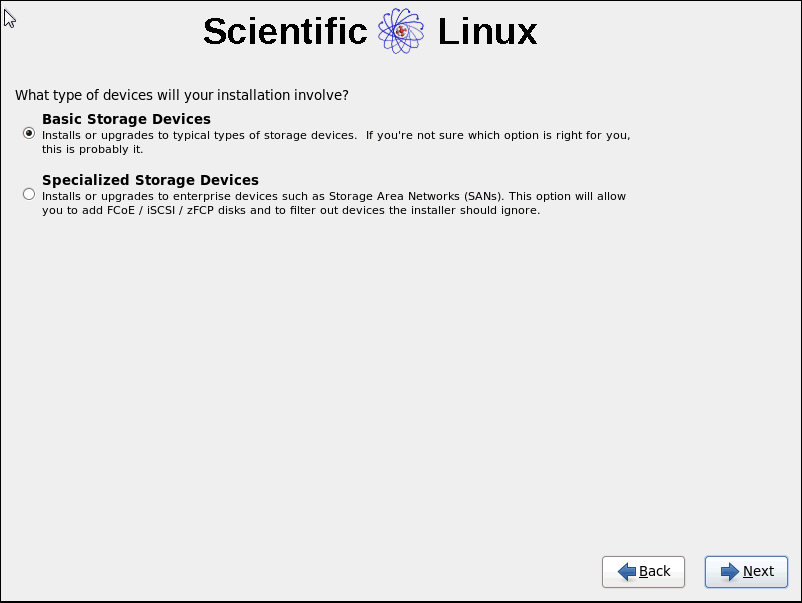 Scientific Linux
What type of devices will your installation involve?
Basic Storage Devices
Installs or upgrades to typical types of storage devices.  If you're not sure which option is right for you,
this is probably it.
Specialized Storage Devices
Installs or upgrades to enterprise devices such as Storage Area Networks (SANs). This option will allow
you to add FCoE / iSCSI / zFCP disks and to filter out devices the installer should ignore.
Back Next